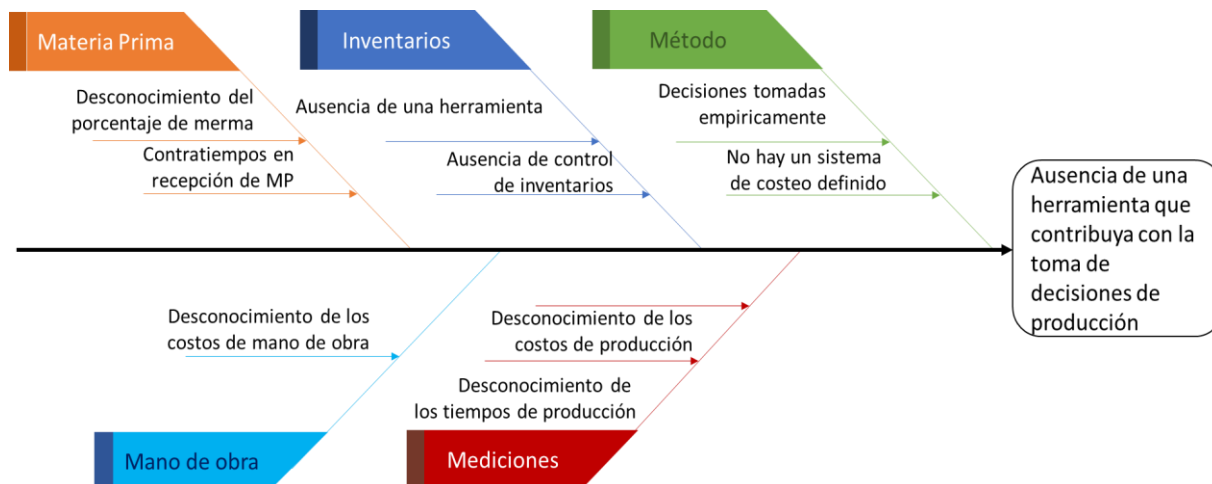 Materia Prima
Inventarios
Método
Desconocimiento del
porcentaje de merma
Contratiempos en
recepción de MP
Ausencia de una herramienta
Ausencia de control
de inventarios
Decisiones tomadas
empiricamente
No hay un sistema
de costeo definido
Ausencia de una
herramienta que
contribuya con la
toma de
decisiones de
producción
Desconocimiento de los
costos de mano de obra
Desconocimiento de los
costos de producción
Desconocimiento de
los tiempos de producción
Mano de obra
Mediciones